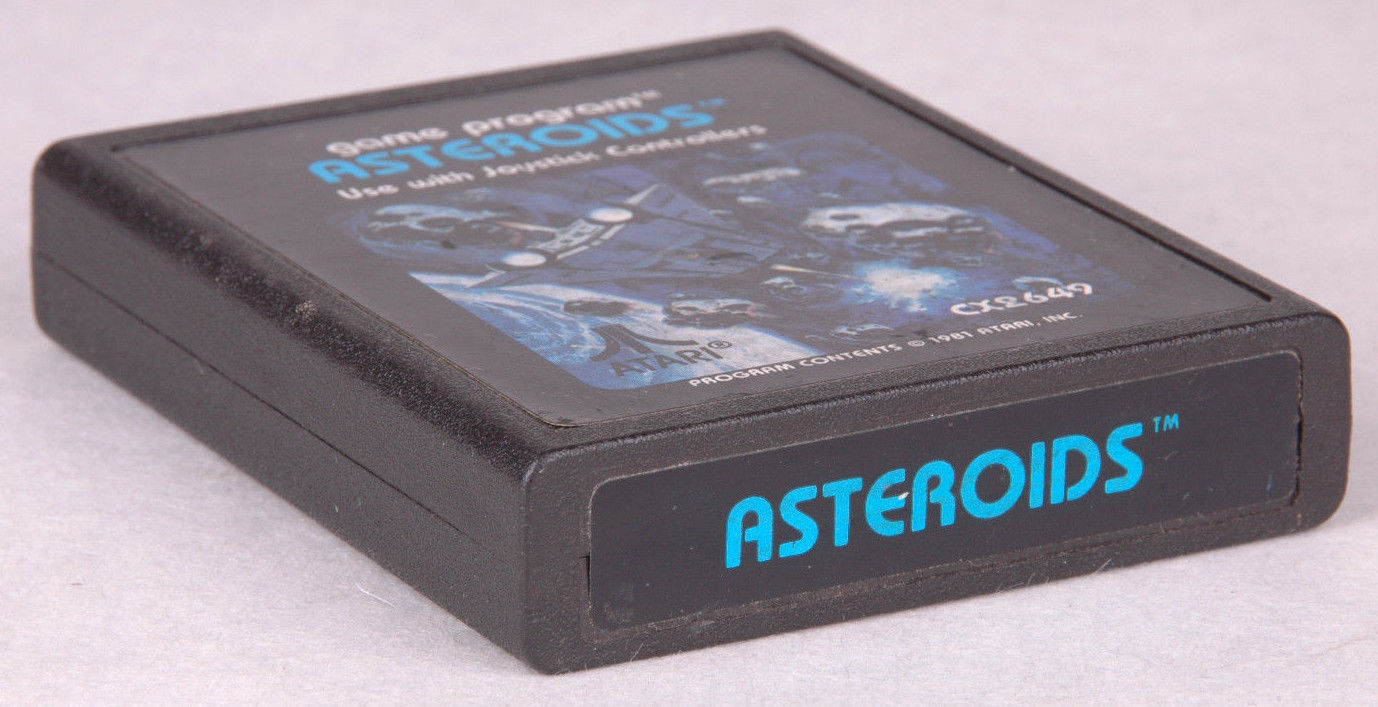 game program™
ASTEROIDS™
Use with Joystick Controllers
CX2649
ATARI®
PROGRAM CONTENTS © 1981 ATARI, INC.
ASTEROIDS™